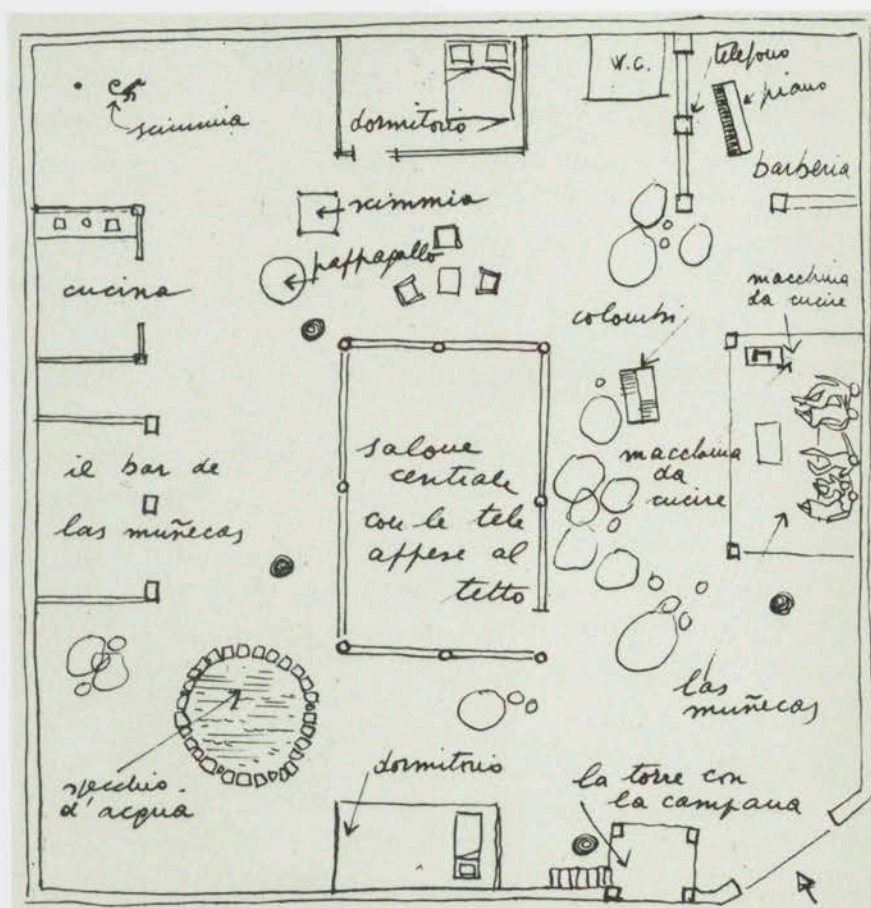 W.C.
telefono
piano
scimmia
dormitorio
barberia
scimmia
pappagallo
cucina
macchina
da cucire
colombi
il bar de
las muñecas
salone
centrale
con le tele
appese al
tetto
macchina
da
cucire
las
muñecas
specchio
d'acqua
dormitorio
la torre con
la campana